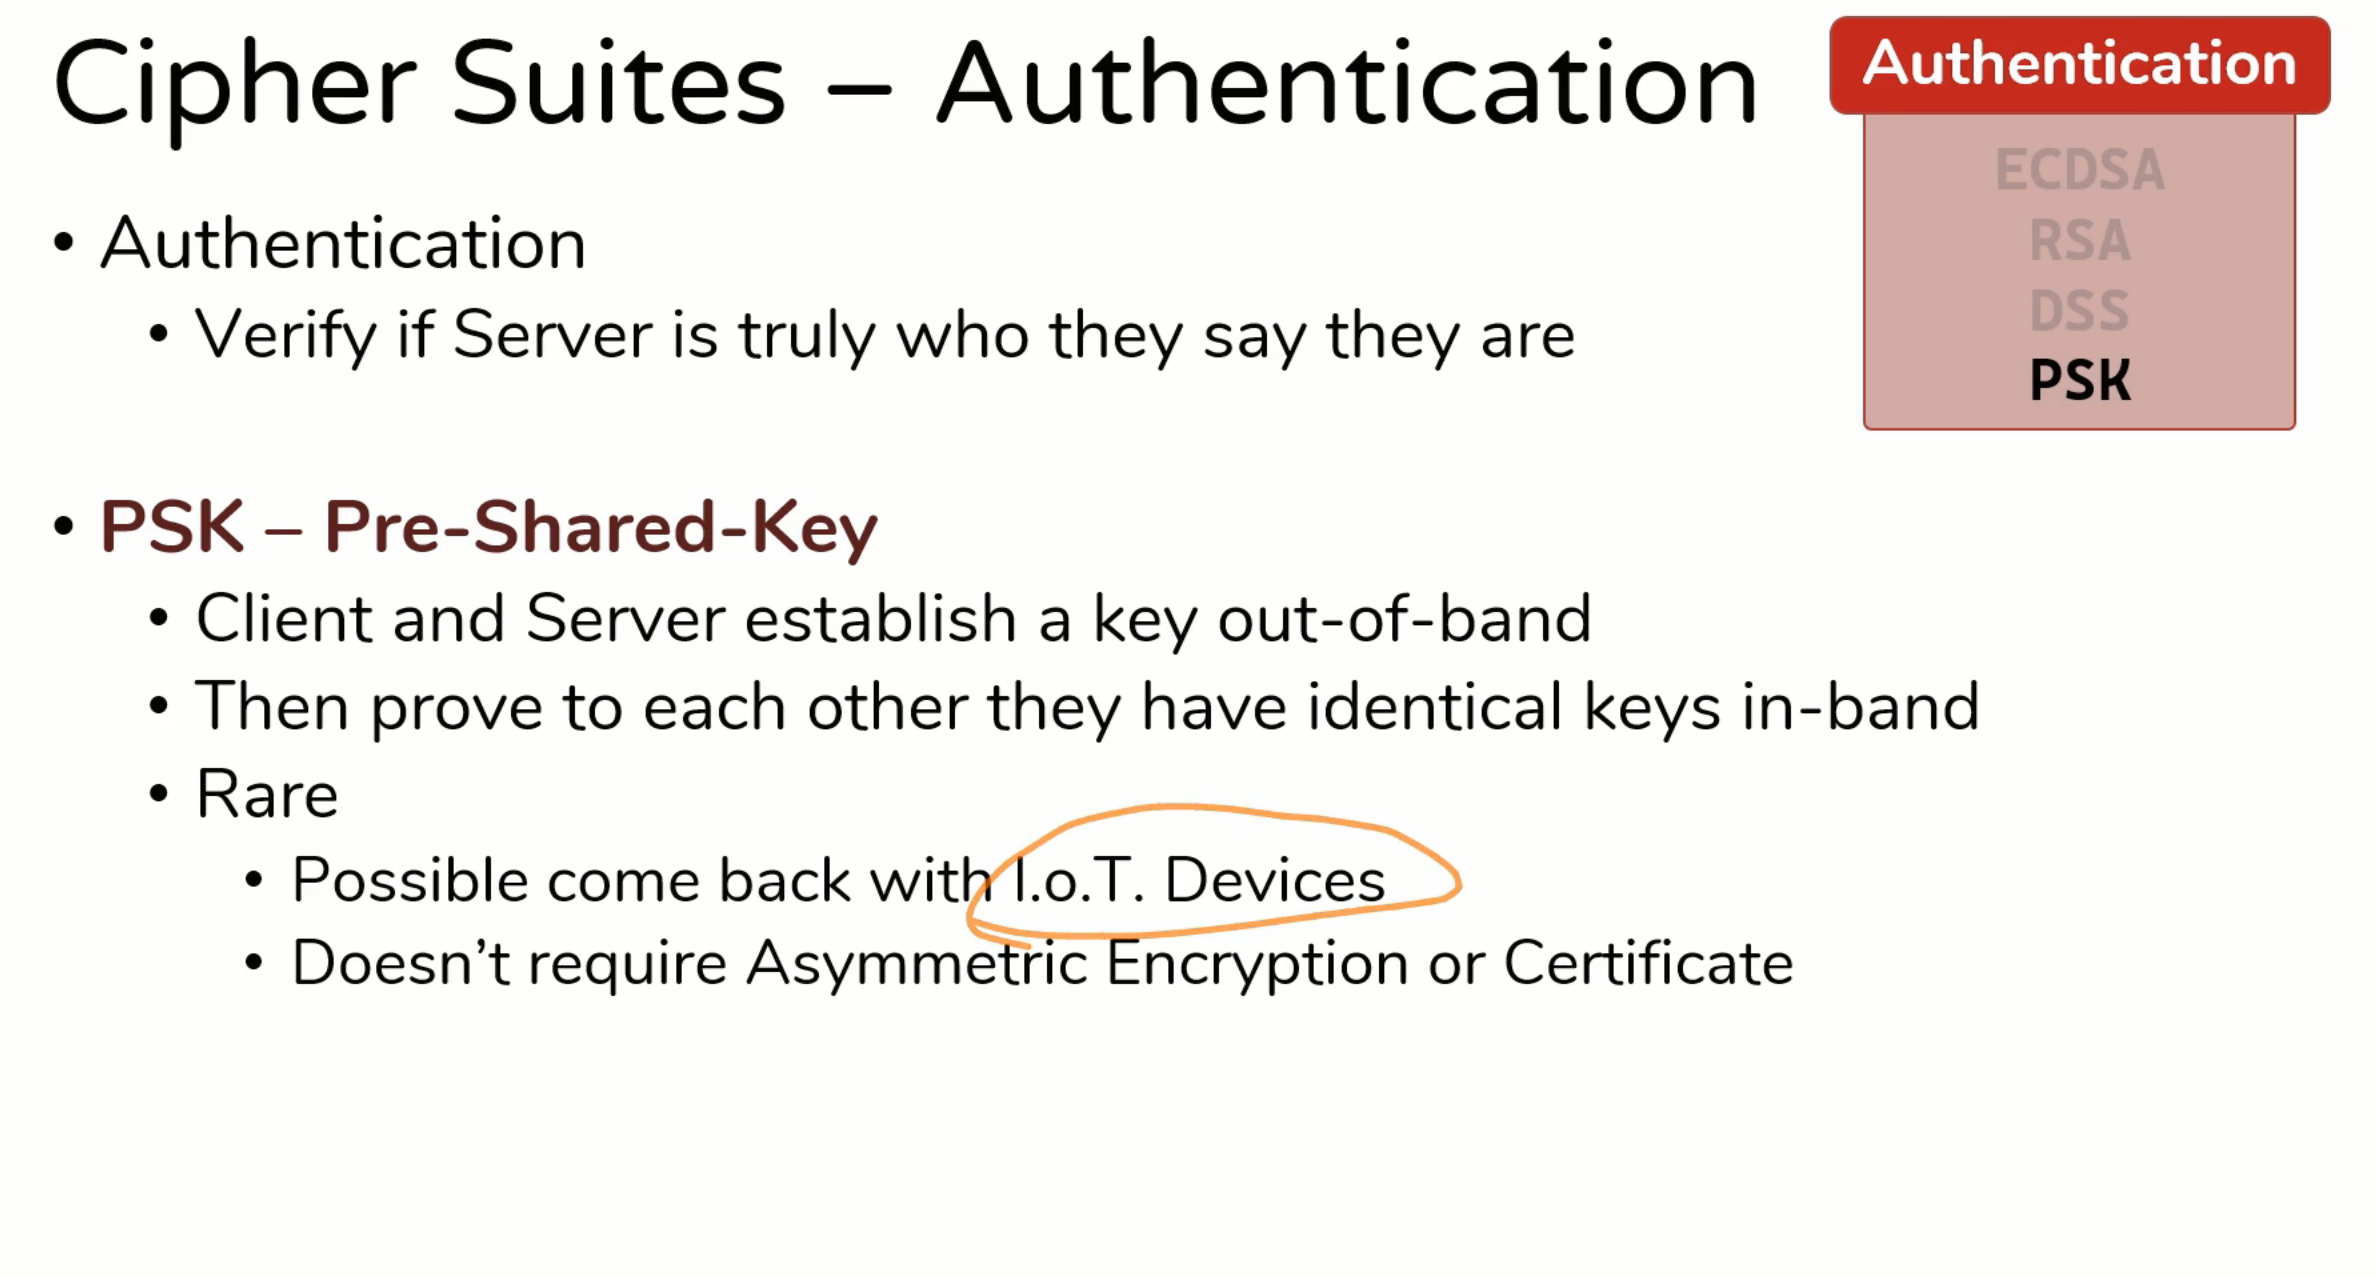 Cipher Suites – Authentication
Authentication
ECDSA
RSA
DSS
PSK
• Authentication
• Verify if Server is truly who they say they are
• PSK – Pre-Shared-Key
• Client and Server establish a key out-of-band
• Then prove to each other they have identical keys in-band
• Rare
• Possible come back with I.o.T. Devices
• Doesn’t require Asymmetric Encryption or Certificate